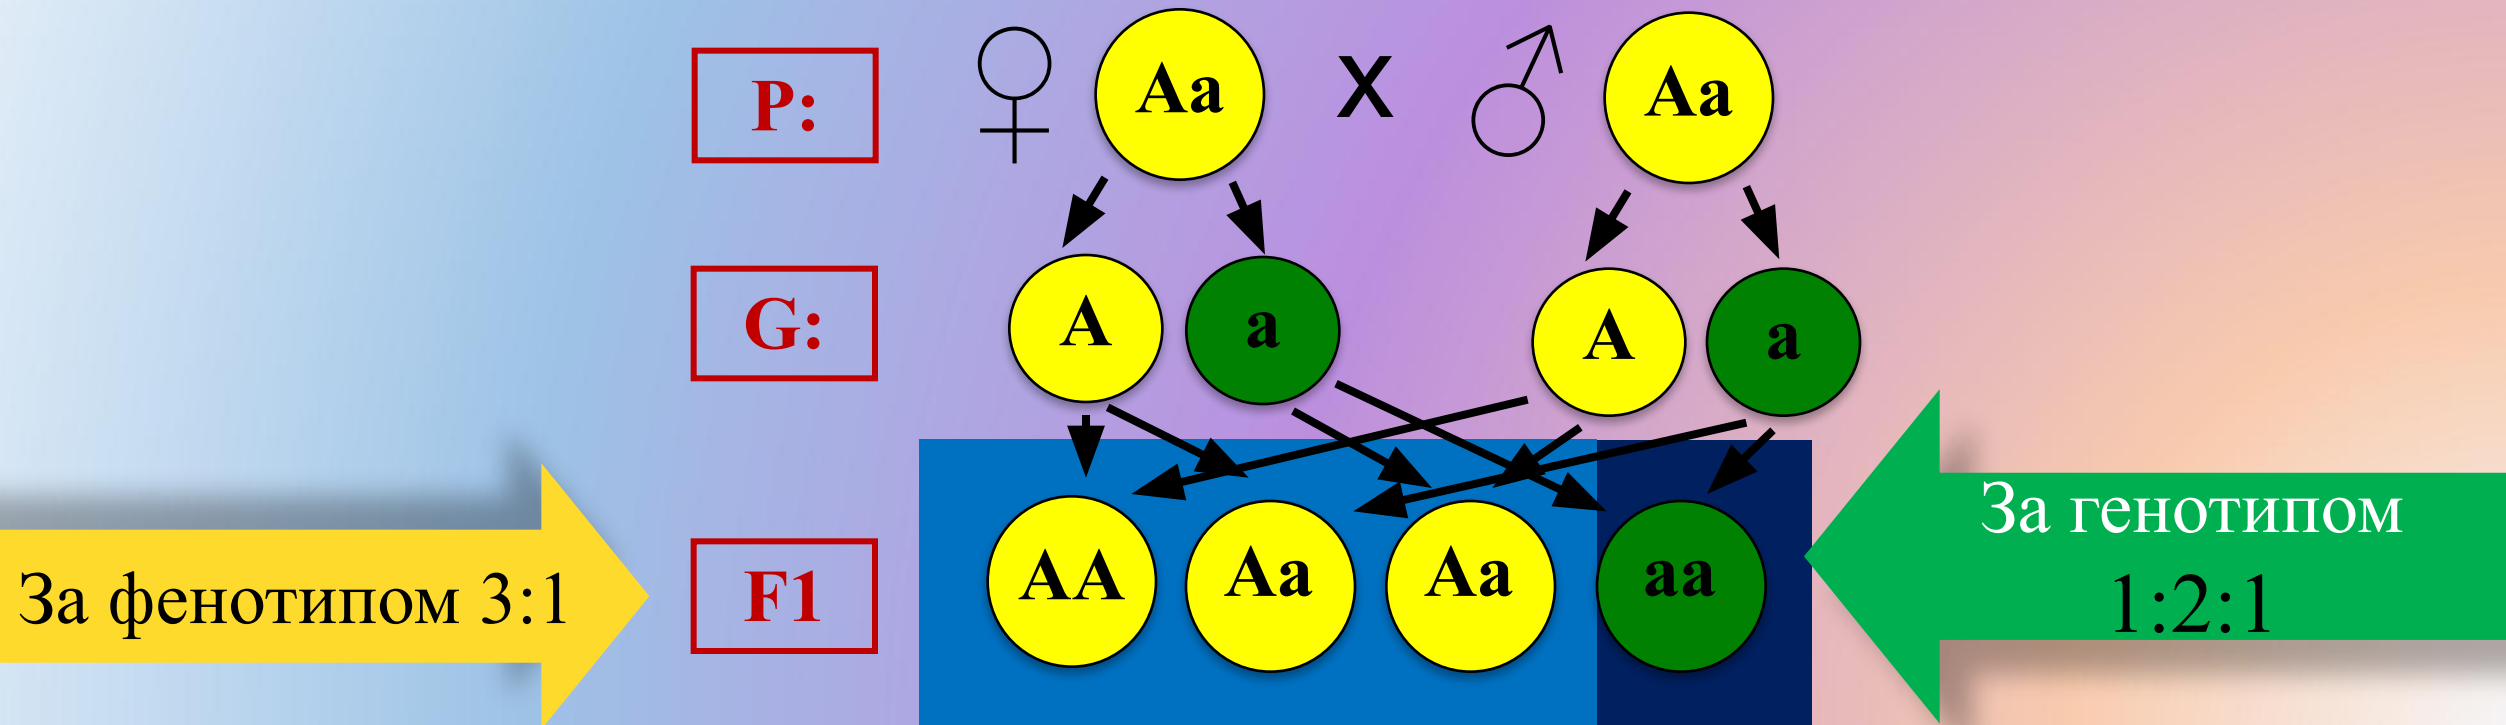 P:
Aa
X
Aa
G:
A
a
A
a
За фенотипом 3:1
F1
AA
Aa
Aa
aa
За генотипом
1:2:1